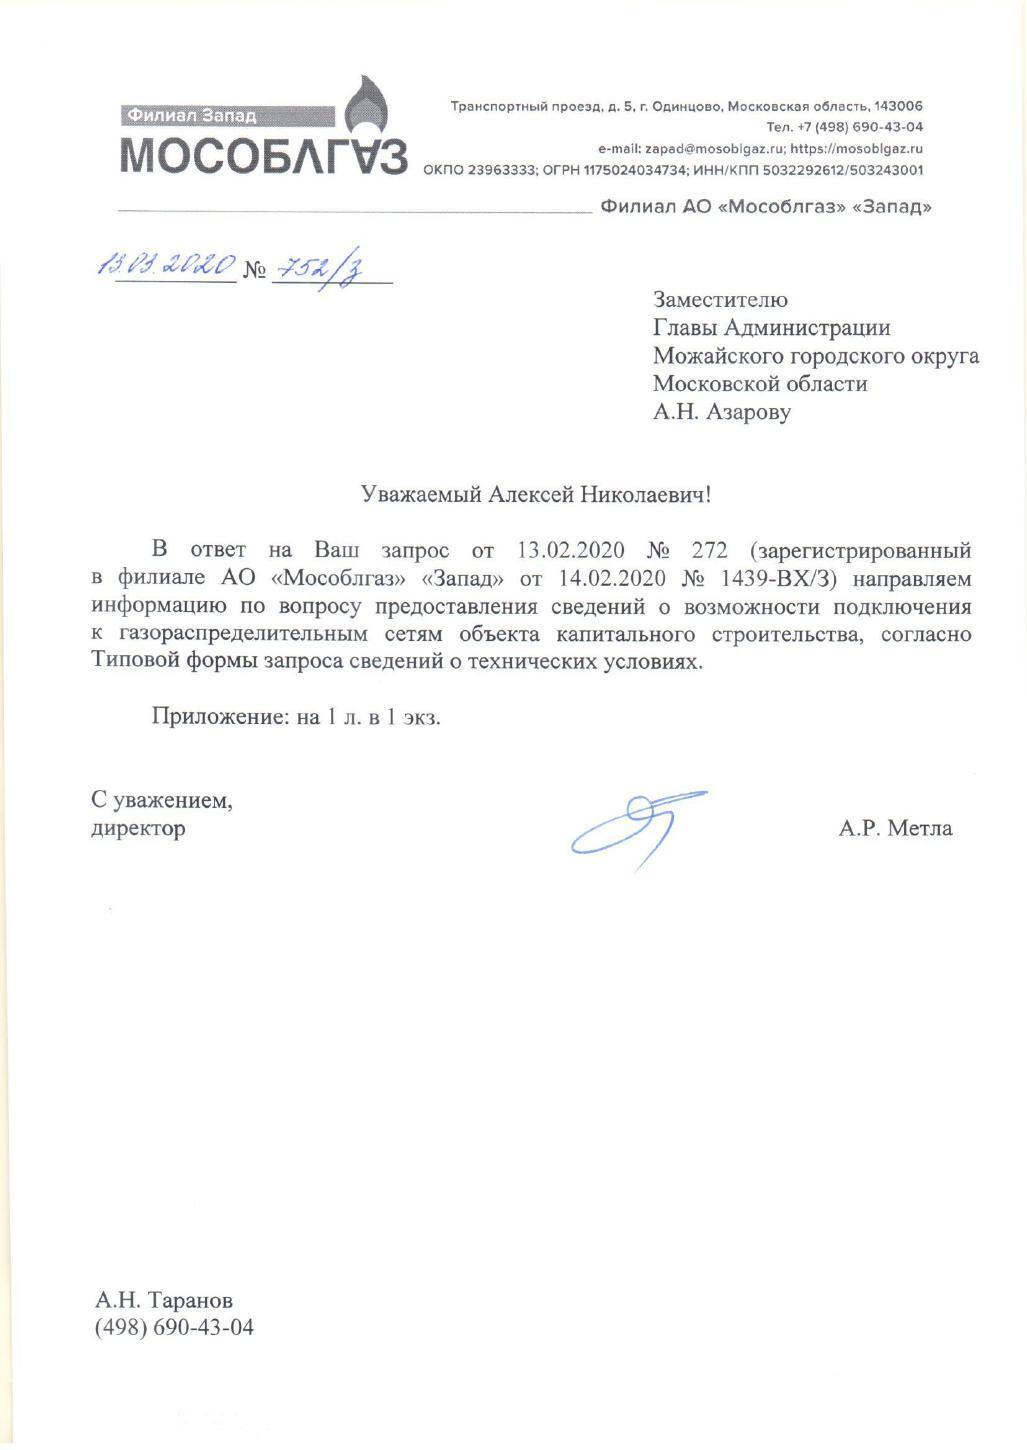 Филиал Запад
МОСОБЛГАЗ
Транспортный проезд, д. 5, г. Одинцово, Московская область, 143006
Тел. +7 (498) 690-43-04
e-mail: zapad@mosoblgaz.ru; https://mosoblgaz.ru
ОКПО 23963333; ОГРН 1175024034734; ИНН/КПП 5032292612/503243001
Филиал АО «Мособлгаз» «Запад»
13.03.2020 № 752/З
Заместителю
Главы Администрации
Можайского городского округа
Московской области
А.Н. Азарову
Уважаемый Алексей Николаевич!
В ответ на Ваш запрос от 13.02.2020 № 272 (зарегистрированный
в филиале АО «Мособлгаз» «Запад» от 14.02.2020 № 1439-ВХ/З) направляем
информацию по вопросу предоставления сведений о возможности подключения
к газораспределительным сетям объекта капитального строительства, согласно
Типовой формы запроса сведений о технических условиях.
Приложение: на 1 л. в 1 экз.
С уважением,
директор
А.Р. Метла
А.Н. Таранов
(498) 690-43-04